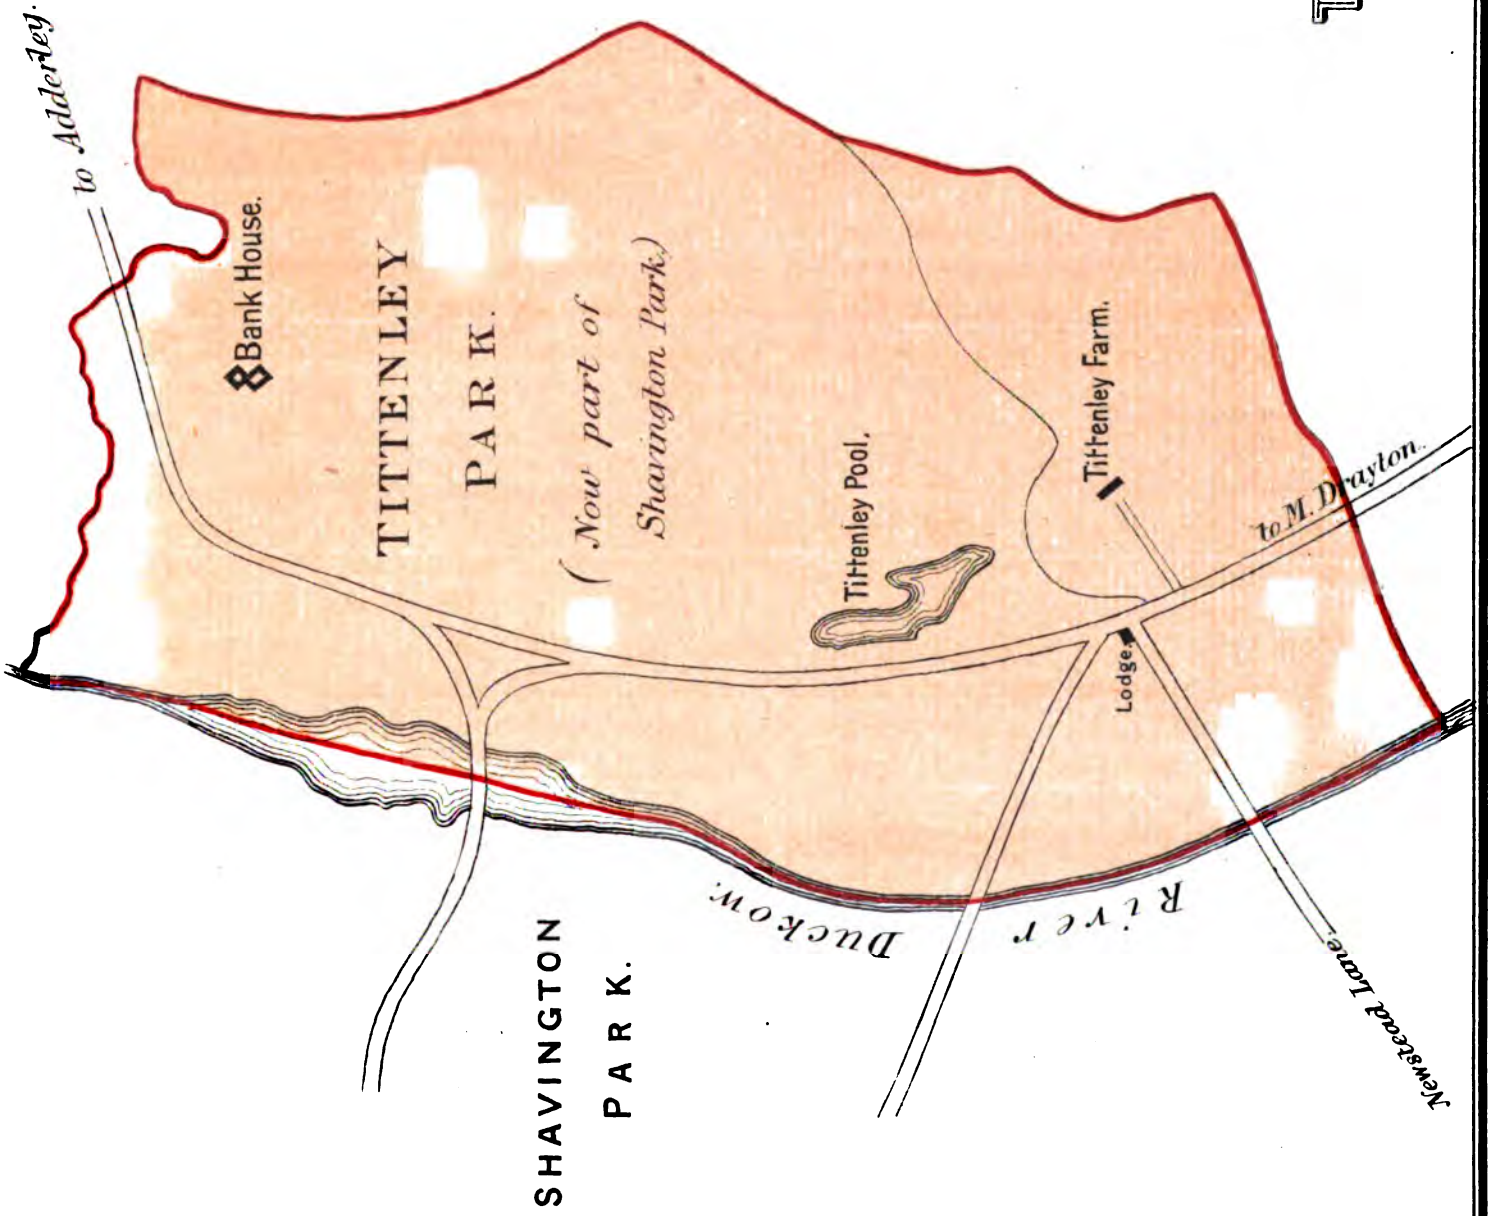 to Adderley.
Bank House.
TITTENLEY
PARK.
(Now part of
Shavington Park.)
Tittenley Pool.
Tittenley Farm.
to M. Drayton.
Lodge.
River
Duckow.
Newstead Lane.
SHAVINGTON
PARK.